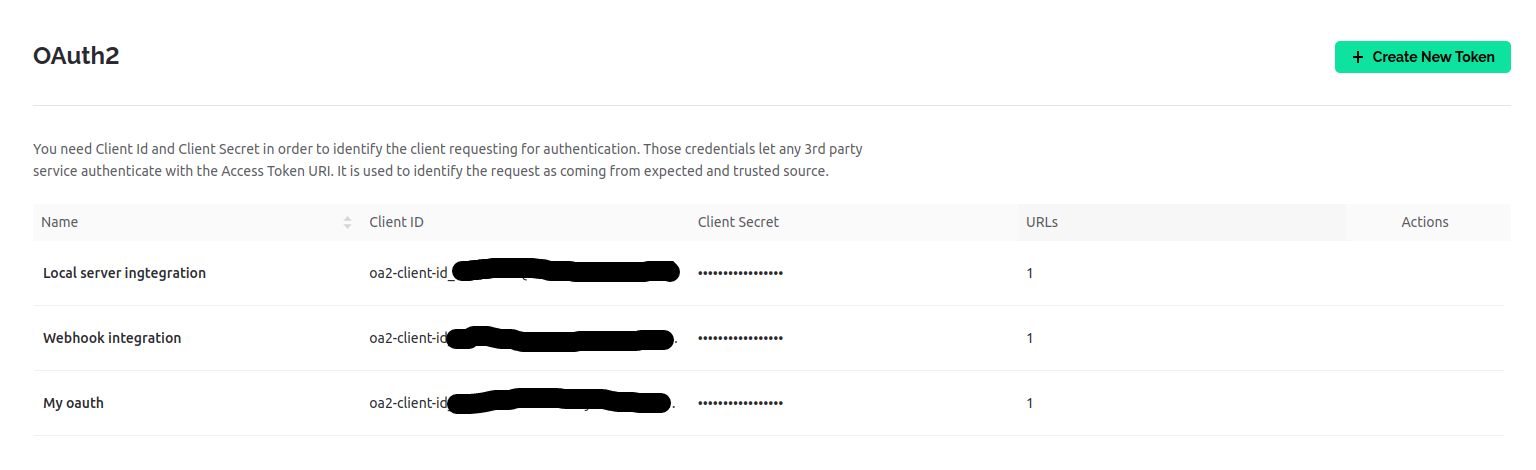 OAuth2
+ Create New Token
You need Client Id and Client Secret in order to identify the client requesting for authentication. Those credentials let any 3rd party
service authenticate with the Access Token URI. It is used to identify the request as coming from expected and trusted source.
Name Client ID Client Secret URLs Actions
Local server ingtegration oa2-client-id_ ••••••••••••••••• 1
Webhook integration oa2-client-id ••••••••••••••••• 1
My oauth oa2-client-id ••••••••••••••••• 1